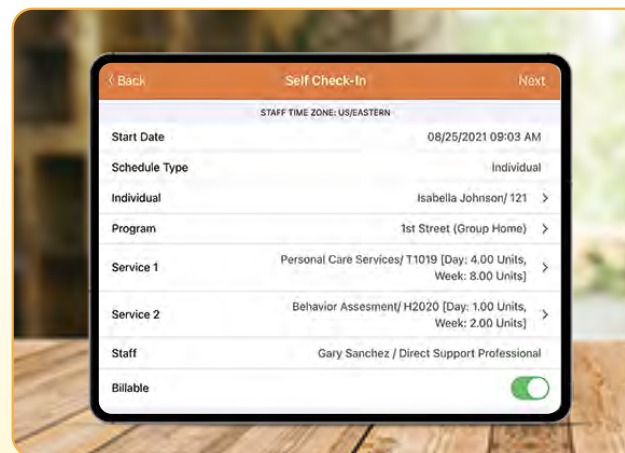 ‹ Back Self Check-In Next
STAFF TIME ZONE: US/EASTERN
Start Date 08/25/2021 09:03 AM
Schedule Type Individual
Individual Isabella Johnson/ 121 >
Program 1st Street (Group Home) >
Service 1 Personal Care Services/ T1019 [Day: 4.00 Units,
Week: 8.00 Units] >
Service 2 Behavior Assesment/ H2020 [Day: 1.00 Units,
Week: 2.00 Units] >
Staff Gary Sanchez / Direct Support Professional
Billable